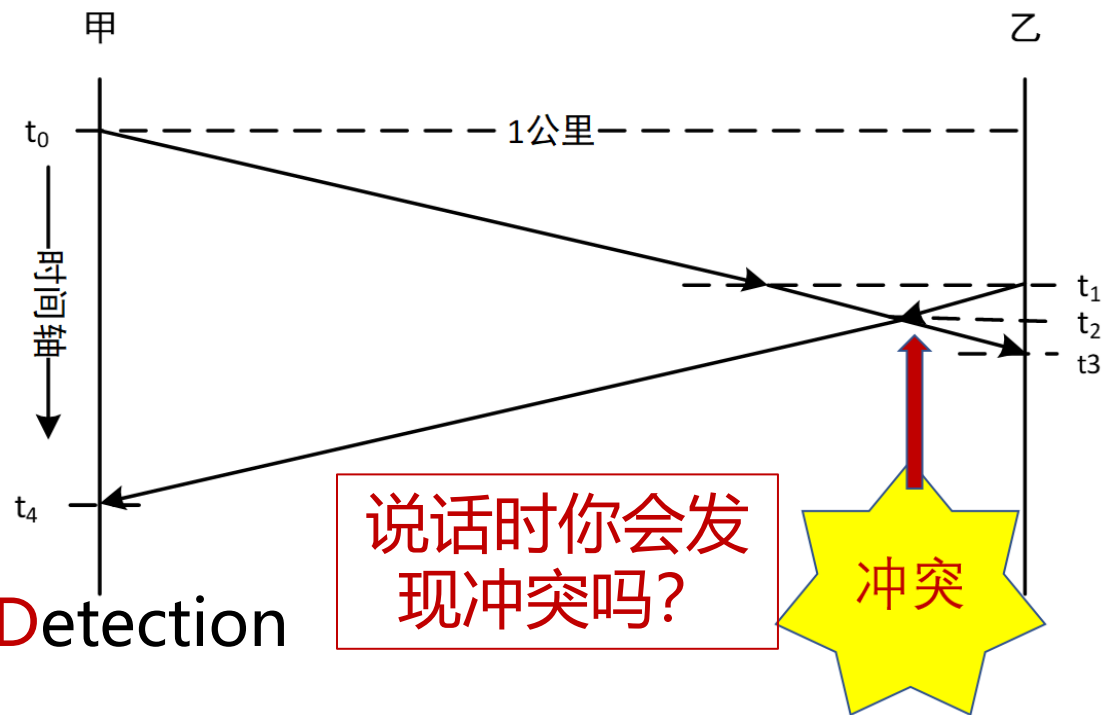 甲
乙
t₀
1公里
时间轴
t₁
t₂
t3
t₄
说话时你会发
现冲突吗？
冲突
Detection